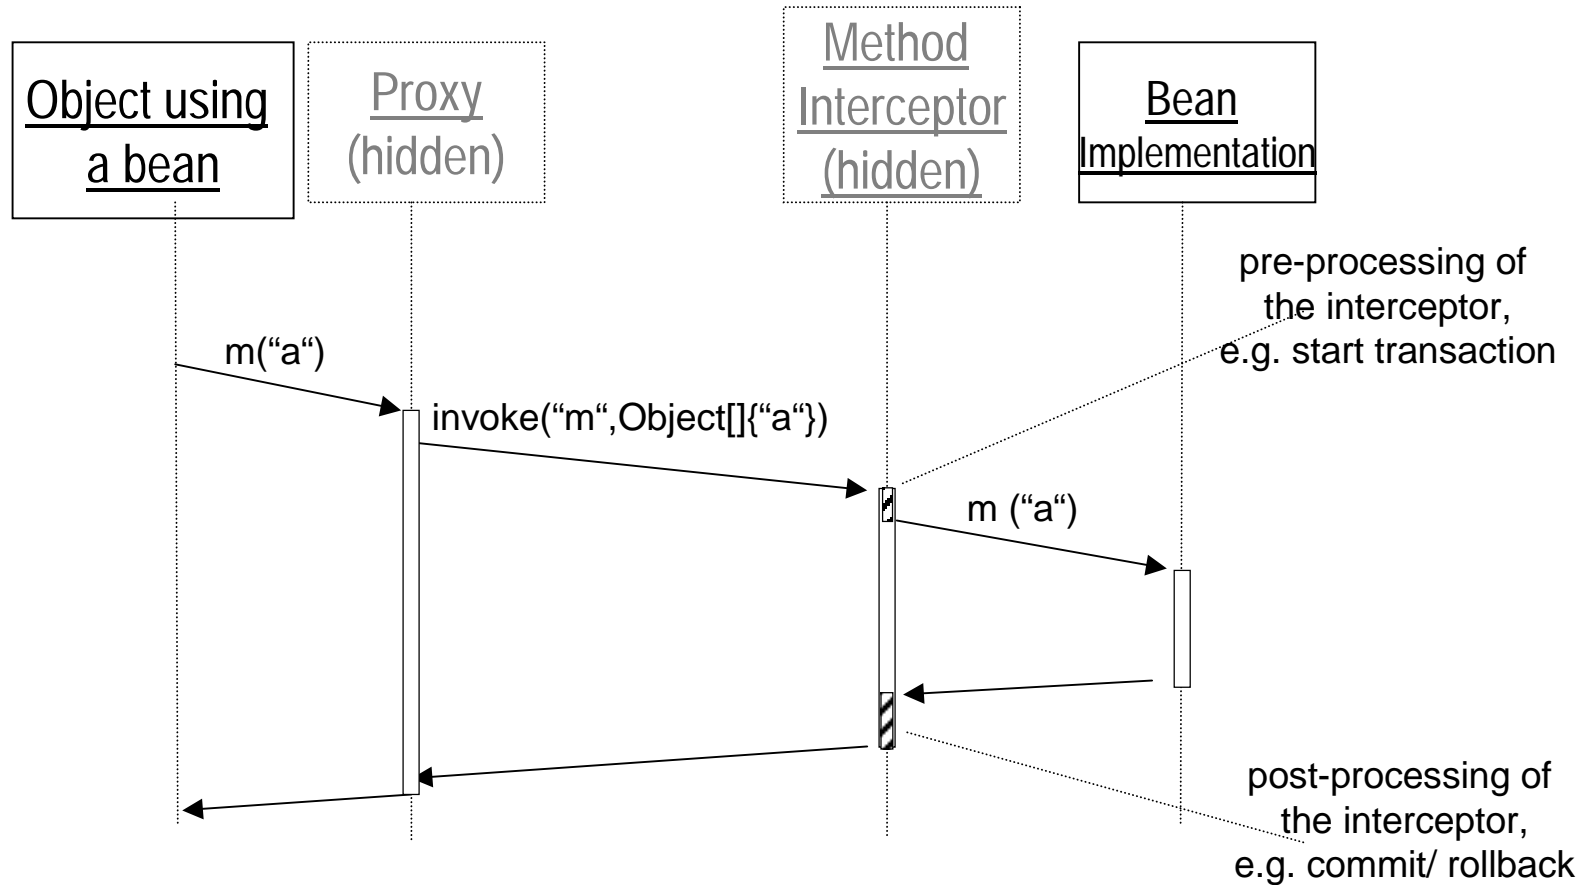 Object using
a bean
Proxy
(hidden)
Method
Interceptor
(hidden)
Bean
Implementation
pre-processing of
the interceptor,
e.g. start transaction
m(“a“)
invoke(“m“,Object[]{“a“})
m (“a“)
post-processing of
the interceptor,
e.g. commit/ rollback